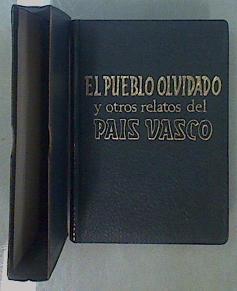 EL PUEBLO OLVIDADO
y otros relatos del
PAIS VASCO